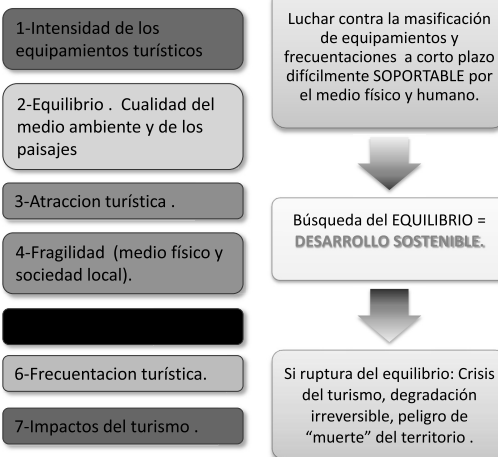 1-Intensidad de los
equipamientos turísticos
2-Equilibrio . Cualidad del
medio ambiente y de los
paisajes
3-Atraccion turística .
4-Fragilidad (medio físico y
sociedad local).
6-Frecuentacion turística.
7-Impactos del turismo .
Luchar contra la masificación
de equipamientos y
frecuentaciones a corto plazo
difícilmente SOPORTABLE por
el medio físico y humano.
Búsqueda del EQUILIBRIO =
DESARROLLO SOSTENIBLE.
Si ruptura del equilibrio: Crisis
del turismo, degradación
irreversible, peligro de
“muerte” del territorio .